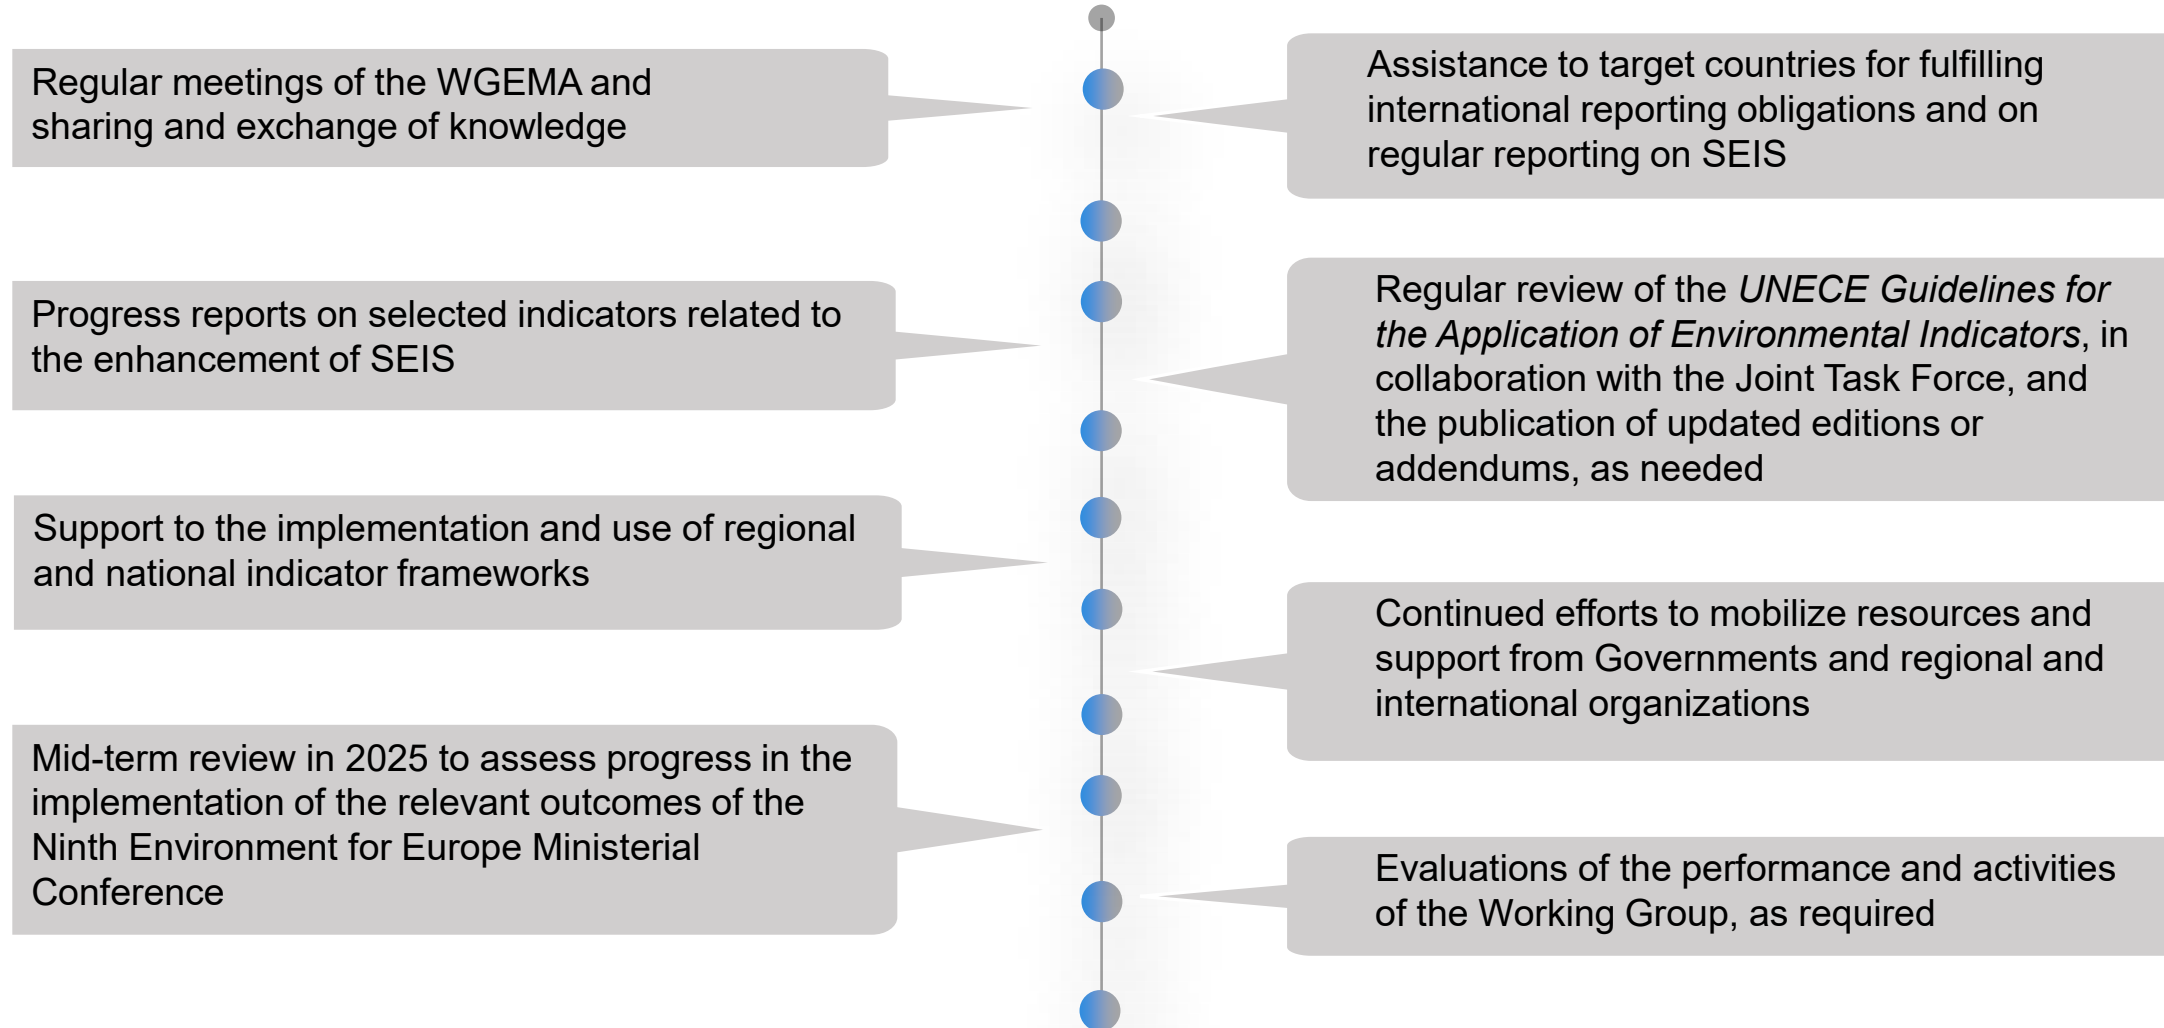 Regular meetings of the WGEMA and
sharing and exchange of knowledge
Assistance to target countries for fulfilling
international reporting obligations and on
regular reporting on SEIS
Progress reports on selected indicators related to
the enhancement of SEIS
Regular review of the UNECE Guidelines for
the Application of Environmental Indicators, in
collaboration with the Joint Task Force, and
the publication of updated editions or
addendums, as needed
Support to the implementation and use of regional
and national indicator frameworks
Continued efforts to mobilize resources and
support from Governments and regional and
international organizations
Mid-term review in 2025 to assess progress in the
implementation of the relevant outcomes of the
Ninth Environment for Europe Ministerial
Conference
Evaluations of the performance and activities
of the Working Group, as required